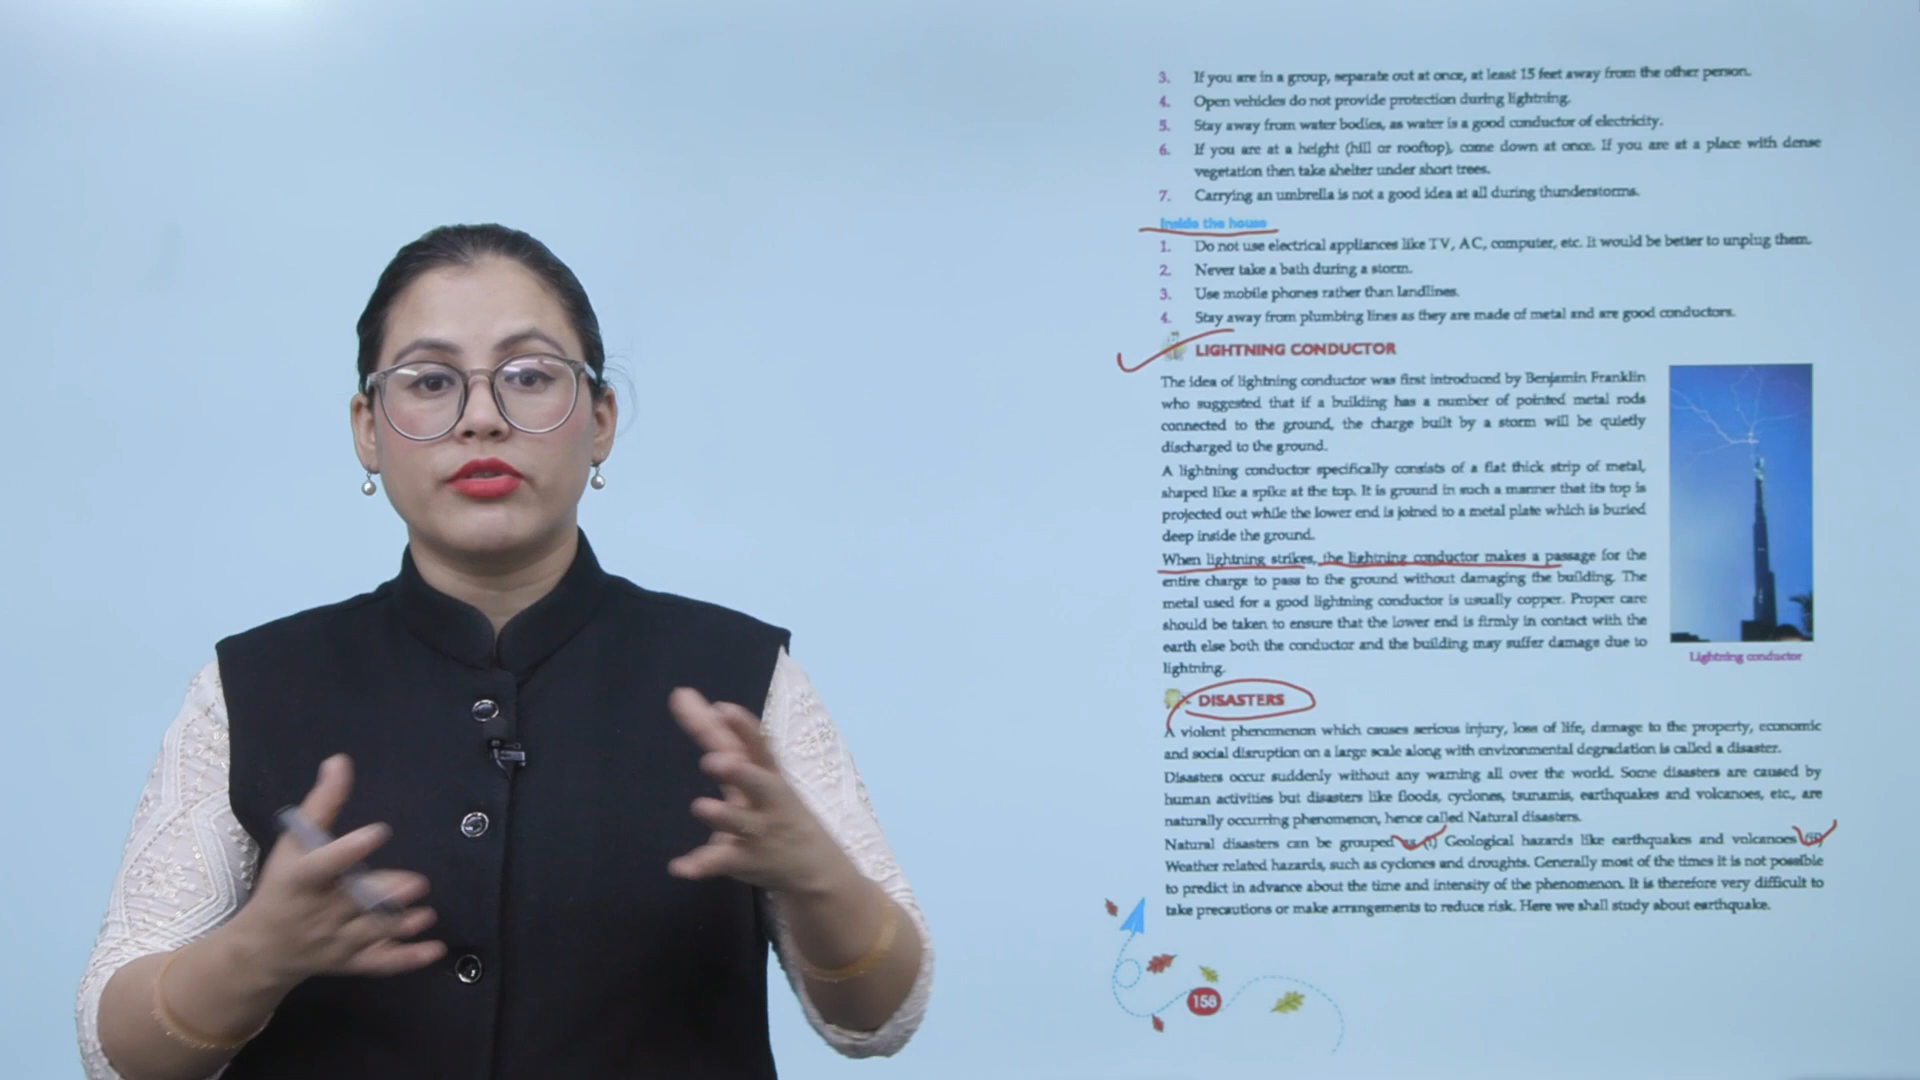 3. If you are in a group, separate out at once, at least 15 feet away from the other person.
4. Open vehicles do not provide protection during lightning.
5. Stay away from water bodies, as water is a good conductor of electricity.
6. If you are at a height (hill or rooftop), come down at once. If you are at a place with dense
vegetation then take shelter under short trees.
7. Carrying an umbrella is not a good idea at all during thunderstorms.
Inside the house
1. Do not use electrical appliances like TV, AC, computer, etc. It would be better to unplug them.
2. Never take a bath during a storm.
3. Use mobile phones rather than landlines.
4. Stay away from plumbing lines as they are made of metal and are good conductors.
LIGHTNING CONDUCTOR
The idea of lightning conductor was first introduced by Benjamin Franklin
who suggested that if a building has a number of pointed metal rods
connected to the ground, the charge built by a storm will be quietly
discharged to the ground.
A lightning conductor specifically consists of a flat thick strip of metal,
shaped like a spike at the top. It is ground in such a manner that its top is
projected out while the lower end is joined to a metal plate which is buried
deep inside the ground.
When lightning strikes, the lightning conductor makes a passage for the
entire charge to pass to the ground without damaging the building. The
metal used for a good lightning conductor is usually copper. Proper care
should be taken to ensure that the lower end is firmly in contact with the
earth else both the conductor and the building may suffer damage due to
lightning.
Lightning conductor
DISASTERS
A violent phenomenon which causes serious injury, loss of life, damage to the property, economic
and social disruption on a large scale along with environmental degradation is called a disaster.
Disasters occur suddenly without any warning all over the world. Some disasters are caused by
human activities but disasters like floods, cyclones, tsunamis, earthquakes and volcanoes, etc., are
naturally occurring phenomenon, hence called Natural disasters.
Natural disasters can be grouped as (i) Geological hazards like earthquakes and volcanoes (ii)
Weather related hazards, such as cyclones and droughts. Generally most of the times it is not possible
to predict in advance about the time and intensity of the phenomenon. It is therefore very difficult to
take precautions or make arrangements to reduce risk. Here we shall study about earthquake.
158